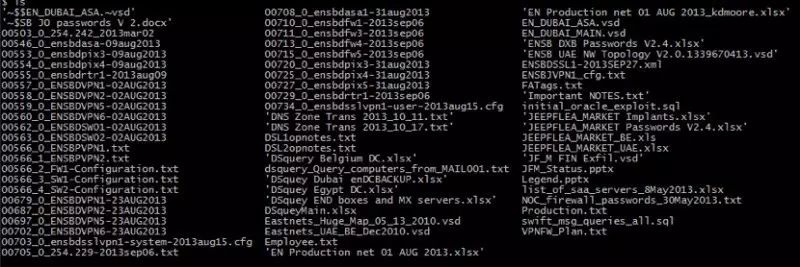 $ ls
'~$$EN_DUBAI_ASA.~vsd' 00708_0_ensbdasa1-31aug2013 'EN Production net 01 AUG 2013_kdmoore.xlsx'
'~$SB JO passwords V 2.docx' 00710_0_ensbdfw1-2013sep06 EN_DUBAI_ASA.vsd
00503_0_254.242_2013mar02 00711_0_ensbdfw3-2013sep06 EN_DUBAI_MAIN.vsd
00546_0_ensbdasa-09aug2013 00713_0_ensbdfw4-2013sep06 'ENSB DXB Passwords V2.4.xlsx'
00553_0_ensbdpix3-09aug2013 00720_0_ensbdfw5-2013sep06 'ENSB UAE NW Topology V2.0.1339670413.vsd'
00554_0_ensbdpix4-09aug2013 00720_0_ensbdpix3-31aug2013 ENSBDSSL1-2013SEP27.xml
00555_0_ensbdrtr1-2013aug09 00725_0_ensbdpix4-31aug2013 ENSBJVPN1_cfg.txt
00557_0_ENSBDVPN1-02AUG2013 00727_0_ensbdpix5-31aug2013 FATags.txt
00558_0_ENSBDVPN2-02AUG2013 00729_0_ensbdrtr1-2013sep06 'Important NOTES.txt'
00559_0_ENSBDVPN5-02AUG2013 00734_0_ensbdsslvpn1-user-2013aug15.cfg initial_oracle_exploit.sql
00560_0_ENSBDVPN6-02AUG2013 'DNS Zone Trans 2013_10_11.txt' 'JEEPFLEA_MARKET Implants.xlsx'
00562_0_ENSBDSW01-02AUG2013 'DNS Zone Trans 2013_10_17.txt' 'JEEPFLEA_MARKET Passwords V2.4.xlsx'
00563_0_ENSBDSW02-02AUG2013 DSL1opnotes.txt JEEPFLEA_MARKET_BE.xls
00566_0_ENSBPVPN1.txt DSL2opnotes.txt JEEPFLEA_MARKET_UAE.xlsx
00566_1_ENSBPVPN2.txt 'DSquery Belgium DC.xlsx' 'JF_M FIN Exfil.vsd'
00566_2_FW1-Configuration.txt dsquery_Query_computers_from_MAIL001.txt JFM_Status.pptx
00566_3_SW1-Configuration.txt 'DSquery Dubai enDCBACKUP.xlsx' Legend.pptx
00566_4_SW2-Configuration.txt 'DSquery Egypt DC.xlsx' list_of_saa_servers_8May2013.xlsx
00679_0_ENSBDVPN1-23AUG2013 'DSquery END boxes and MX servers.xlsx' NOC_firewall_passwords_30May2013.txt
00687_0_ENSBDVPN2-23AUG2013 DSqueyMain.xlsx Production.txt
00697_0_ENSBDVPN5-23AUG2013 Eastnets_Huge_Map_05_13_2010.vsd swift_msg_queries_all.sql
00702_0_ENSBDVPN6-23AUG2013 Eastnets_UAE_BE_Dec2010.vsd VPNFW_Plan.txt
00703_0_ensbdsslvpn1-system-2013aug15.cfg Employee.txt
00705_0_254.229-2013sep06.txt 'EN Production net 01 AUG 2013.xlsx'